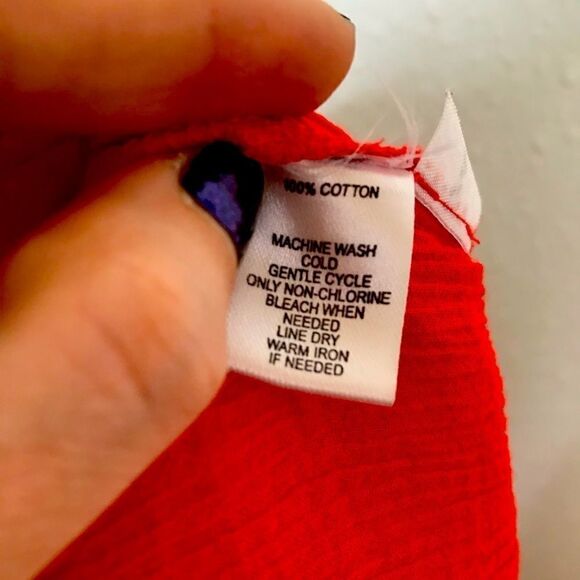 100% COTTON
MACHINE WASH
COLD
GENTLE CYCLE
ONLY NON-CHLORINE
BLEACH WHEN
NEEDED
LINE DRY
WARM IRON
IF NEEDED